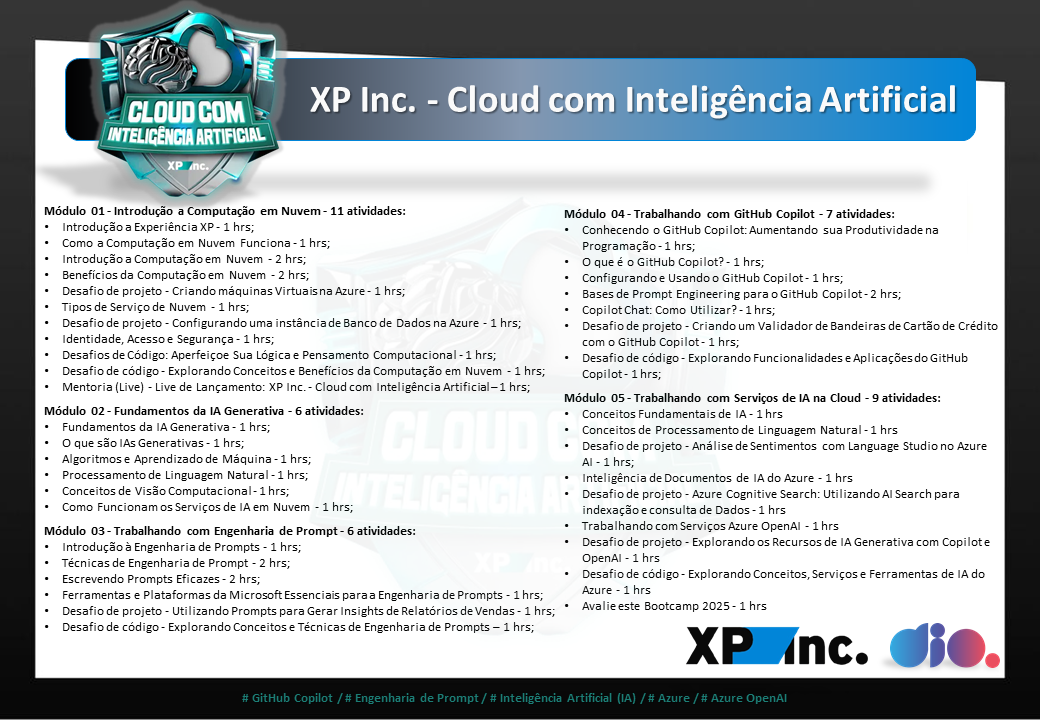 CLOUD COM
INTELIGÊNCIA ARTIFICIAL
XP Inc.
XP Inc. - Cloud com Inteligência Artificial
Módulo 01 - Introdução a Computação em Nuvem - 11 atividades:
• Introdução a Experiência XP - 1 hrs;
• Como a Computação em Nuvem Funciona - 1 hrs;
• Introdução a Computação em Nuvem - 2 hrs;
• Benefícios da Computação em Nuvem - 2 hrs;
• Desafio de projeto - Criando máquinas Virtuais na Azure - 1 hrs;
• Tipos de Serviço de Nuvem - 1 hrs;
• Desafio de projeto - Configurando uma instância de Banco de Dados na Azure - 1 hrs;
• Identidade, Acesso e Segurança - 1 hrs;
• Desafios de Código: Aperfeiçoe Sua Lógica e Pensamento Computacional - 1 hrs;
• Desafio de código - Explorando Conceitos e Benefícios da Computação em Nuvem - 1 hrs;
• Mentoria (Live) - Live de Lançamento: XP Inc. - Cloud com Inteligência Artificial – 1 hrs;
Módulo 02 - Fundamentos da IA Generativa - 6 atividades:
• Fundamentos da IA Generativa - 1 hrs;
• O que são IAs Generativas - 1 hrs;
• Algoritmos e Aprendizado de Máquina - 1 hrs;
• Processamento de Linguagem Natural - 1 hrs;
• Conceitos de Visão Computacional - 1 hrs;
• Como Funcionam os Serviços de IA em Nuvem - 1 hrs;
Módulo 03 - Trabalhando com Engenharia de Prompt - 6 atividades:
• Introdução à Engenharia de Prompts - 1 hrs;
• Técnicas de Engenharia de Prompt - 2 hrs;
• Escrevendo Prompts Eficazes - 2 hrs;
• Ferramentas e Plataformas da Microsoft Essenciais para a Engenharia de Prompts - 1 hrs;
• Desafio de projeto - Utilizando Prompts para Gerar Insights de Relatórios de Vendas - 1 hrs;
• Desafio de código - Explorando Conceitos e Técnicas de Engenharia de Prompts – 1 hrs;
Módulo 04 - Trabalhando com GitHub Copilot - 7 atividades:
• Conhecendo o GitHub Copilot: Aumentando sua Produtividade na
Programação - 1 hrs;
• O que é o GitHub Copilot? - 1 hrs;
• Configurando e Usando o GitHub Copilot - 1 hrs;
• Bases de Prompt Engineering para o GitHub Copilot - 2 hrs;
• Copilot Chat: Como Utilizar? - 1 hrs;
• Desafio de projeto - Criando um Validador de Bandeiras de Cartão de Crédito
com o GitHub Copilot - 1 hrs;
• Desafio de código - Explorando Funcionalidades e Aplicações do GitHub
Copilot - 1 hrs;
Módulo 05 - Trabalhando com Serviços de IA na Cloud - 9 atividades:
• Conceitos Fundamentais de IA - 1 hrs
• Conceitos de Processamento de Linguagem Natural - 1 hrs
• Desafio de projeto - Análise de Sentimentos com Language Studio no Azure
AI - 1 hrs;
• Inteligência de Documentos de IA do Azure - 1 hrs
• Desafio de projeto - Azure Cognitive Search: Utilizando AI Search para
indexação e consulta de Dados - 1 hrs
• Trabalhando com Serviços Azure OpenAI - 1 hrs
• Desafio de projeto - Explorando os Recursos de IA Generativa com Copilot e
OpenAI - 1 hrs
• Desafio de código - Explorando Conceitos, Serviços e Ferramentas de IA do
Azure - 1 hrs
• Avalie este Bootcamp 2025 - 1 hrs
CLOUD COM
INTELIGÊNCIA AR
XP Inc.
XP Inc.
dio.
# GitHub Copilot / # Engenharia de Prompt / # Inteligência Artificial (IA) / # Azure / # Azure OpenAI